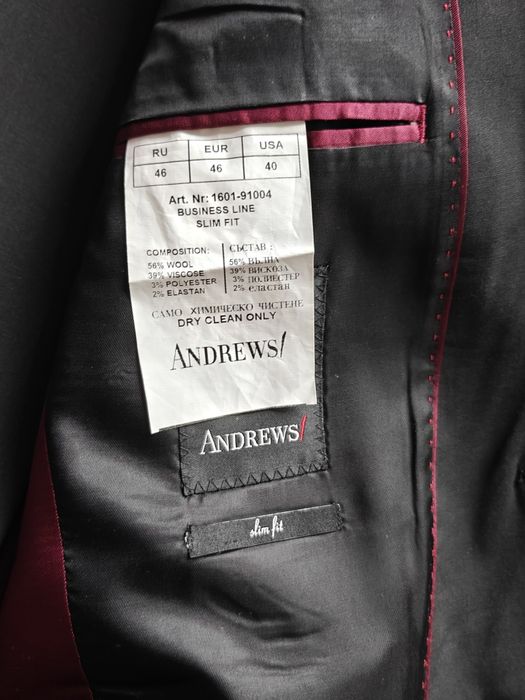 RU EUR USA
46 46 40
Art. Nr: 1601-91004
BUSINESS LINE
SLIM FIT
COMPOSITION: СЪСТАВ :
56% WOOL 56% ВЪЛНА
39% VISCOSE 39% ВИСКОЗА
3% POLYESTER 3% ПОЛИЕСТЕР
2% ELASTAN 2% еластан
САМО ХИМИЧЕСКО ЧИСТЕНЕ
DRY CLEAN ONLY
ANDREWS/
ANDREWS/
slim fit